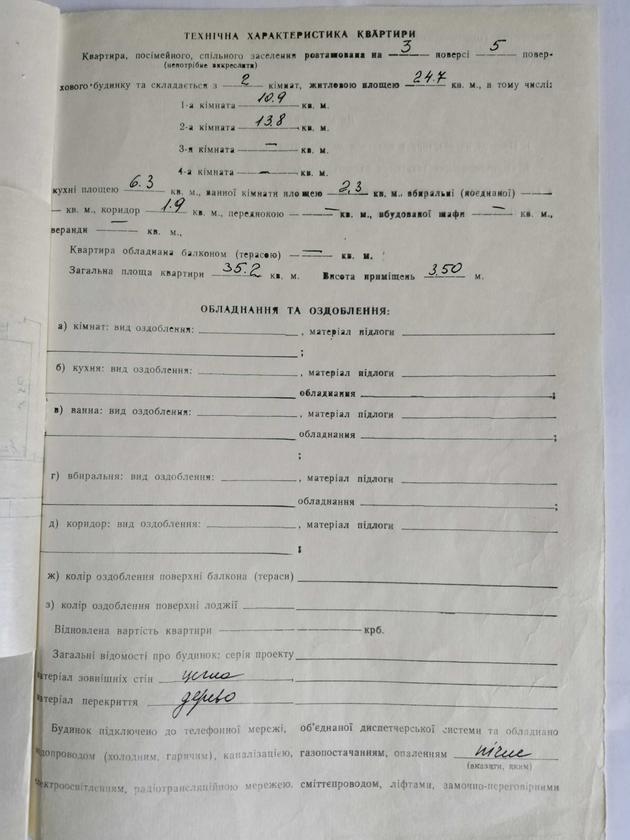 ТЕХНІЧНА ХАРАКТЕРИСТИКА КВАРТИРИ
Квартира, посімейного, спільного заселення розташована на 3 поверсі 5 повер-
(непотрібне викреслити)
хового будинку та складається з 2 кімнат, житловою площею 24.7 кв. м., в тому числі:
1-а кімната 10.9 кв. м.
2-а кімната 13.8 кв. м.
3-я кімната — кв. м.
4-а кімната — кв. м.
кухні площею 6.3 кв. м., ванної кімнати площею 2,3 кв. м. вбиральні (поєднаної) —
— кв. м., коридор 1.9 кв. м., передпокою — кв. м., вбудованої шафи — кв. м.,
веранди — кв. м.,
Квартира обладнана балконом (терасою) — кв. м.
Загальна площа квартири 35.2 кв. м. Висота приміщень 3,50 м.
ОБЛАДНАННЯ ТА ОЗДОБЛЕННЯ:
а) кімнат: вид оздоблення: , матеріал підлоги
;
б) кухня: вид оздоблення: , матеріал підлоги
обладнання ;
в) ванна: вид оздоблення: , матеріал підлоги
обладнання ;
;
г) вбиральня: вид оздоблення: , матеріал підлоги
обладнання ;
д) коридор: вид оздоблення: , матеріал підлоги
;
ж) колір оздоблення поверхні балкона (тераси)
з) колір оздоблення поверхні лоджії
Відновлена вартість квартири крб.
Загальні відомості про будинок: серія проекту
матеріал зовнішніх стін цегла ,
матеріал перекриття дерево
Будинок підключено до телефонної мережі, об'єднаної диспетчерської системи та обладнано
водопроводом (холодним, гарячим), каналізацією, газопостачанням, опаленням пічне
(вказати, яким)
електроосвітленням, радіотрансляційною мережею, сміттєпроводом, ліфтами, замочно-переговірними